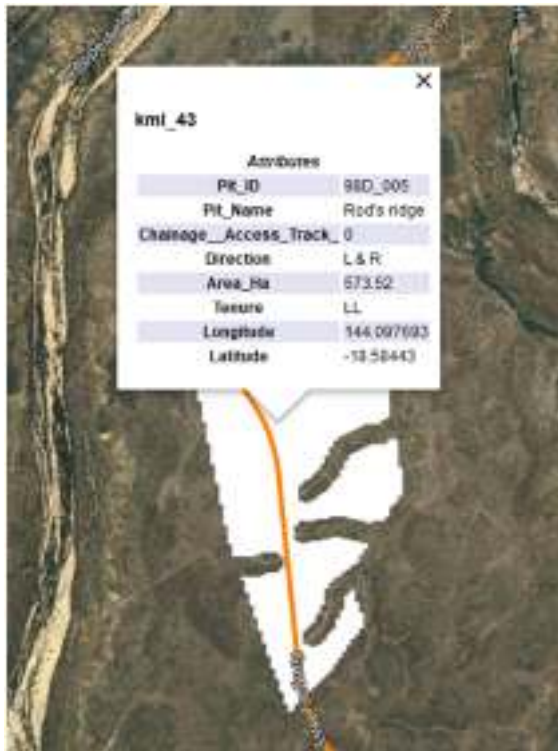 kml_43
Attributes
Pit_ID 98D_005
Pit_Name Rod's ridge
Chainage__Access_Track_ 0
Direction L & R
Area_Ha 573.52
Tenure LL
Longitude 144.097693
Latitude -18.58443